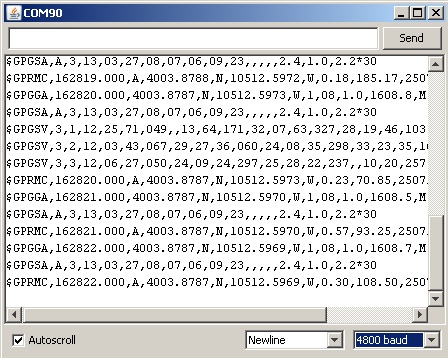 COM90
Send
$GPGSA,A,3,13,03,27,08,07,06,09,23,,,,,2.4,1.0,2.2*30
$GPRMC,162819.000,A,4003.8788,N,10512.5972,W,0.18,185.17,2507
$GPGGA,162820.000,A,4003.8787,N,10512.5973,W,1,08,1.0,1608.8,M
$GPGSA,A,3,13,03,27,08,07,06,09,23,,,,,2.4,1.0,2.2*30
$GPGSV,3,1,12,25,71,049,,13,64,171,32,07,63,327,28,19,46,103
$GPGSV,3,2,12,03,43,067,29,27,36,060,24,08,35,298,33,23,35,1
$GPGSV,3,3,12,06,27,050,24,09,24,297,25,28,22,237,,10,20,257
$GPRMC,162820.000,A,4003.8787,N,10512.5973,W,0.23,70.85,2507
$GPGGA,162821.000,A,4003.8787,N,10512.5970,W,1,08,1.0,1608.5,M
$GPGSA,A,3,13,03,27,08,07,06,09,23,,,,,2.4,1.0,2.2*30
$GPRMC,162821.000,A,4003.8787,N,10512.5970,W,0.57,93.25,2507
$GPGGA,162822.000,A,4003.8787,N,10512.5969,W,1,08,1.0,1608.7,M
$GPGSA,A,3,13,03,27,08,07,06,09,23,,,,,2.4,1.0,2.2*30
$GPRMC,162822.000,A,4003.8787,N,10512.5969,W,0.30,108.50,2507
Autoscroll
Newline
4800 baud